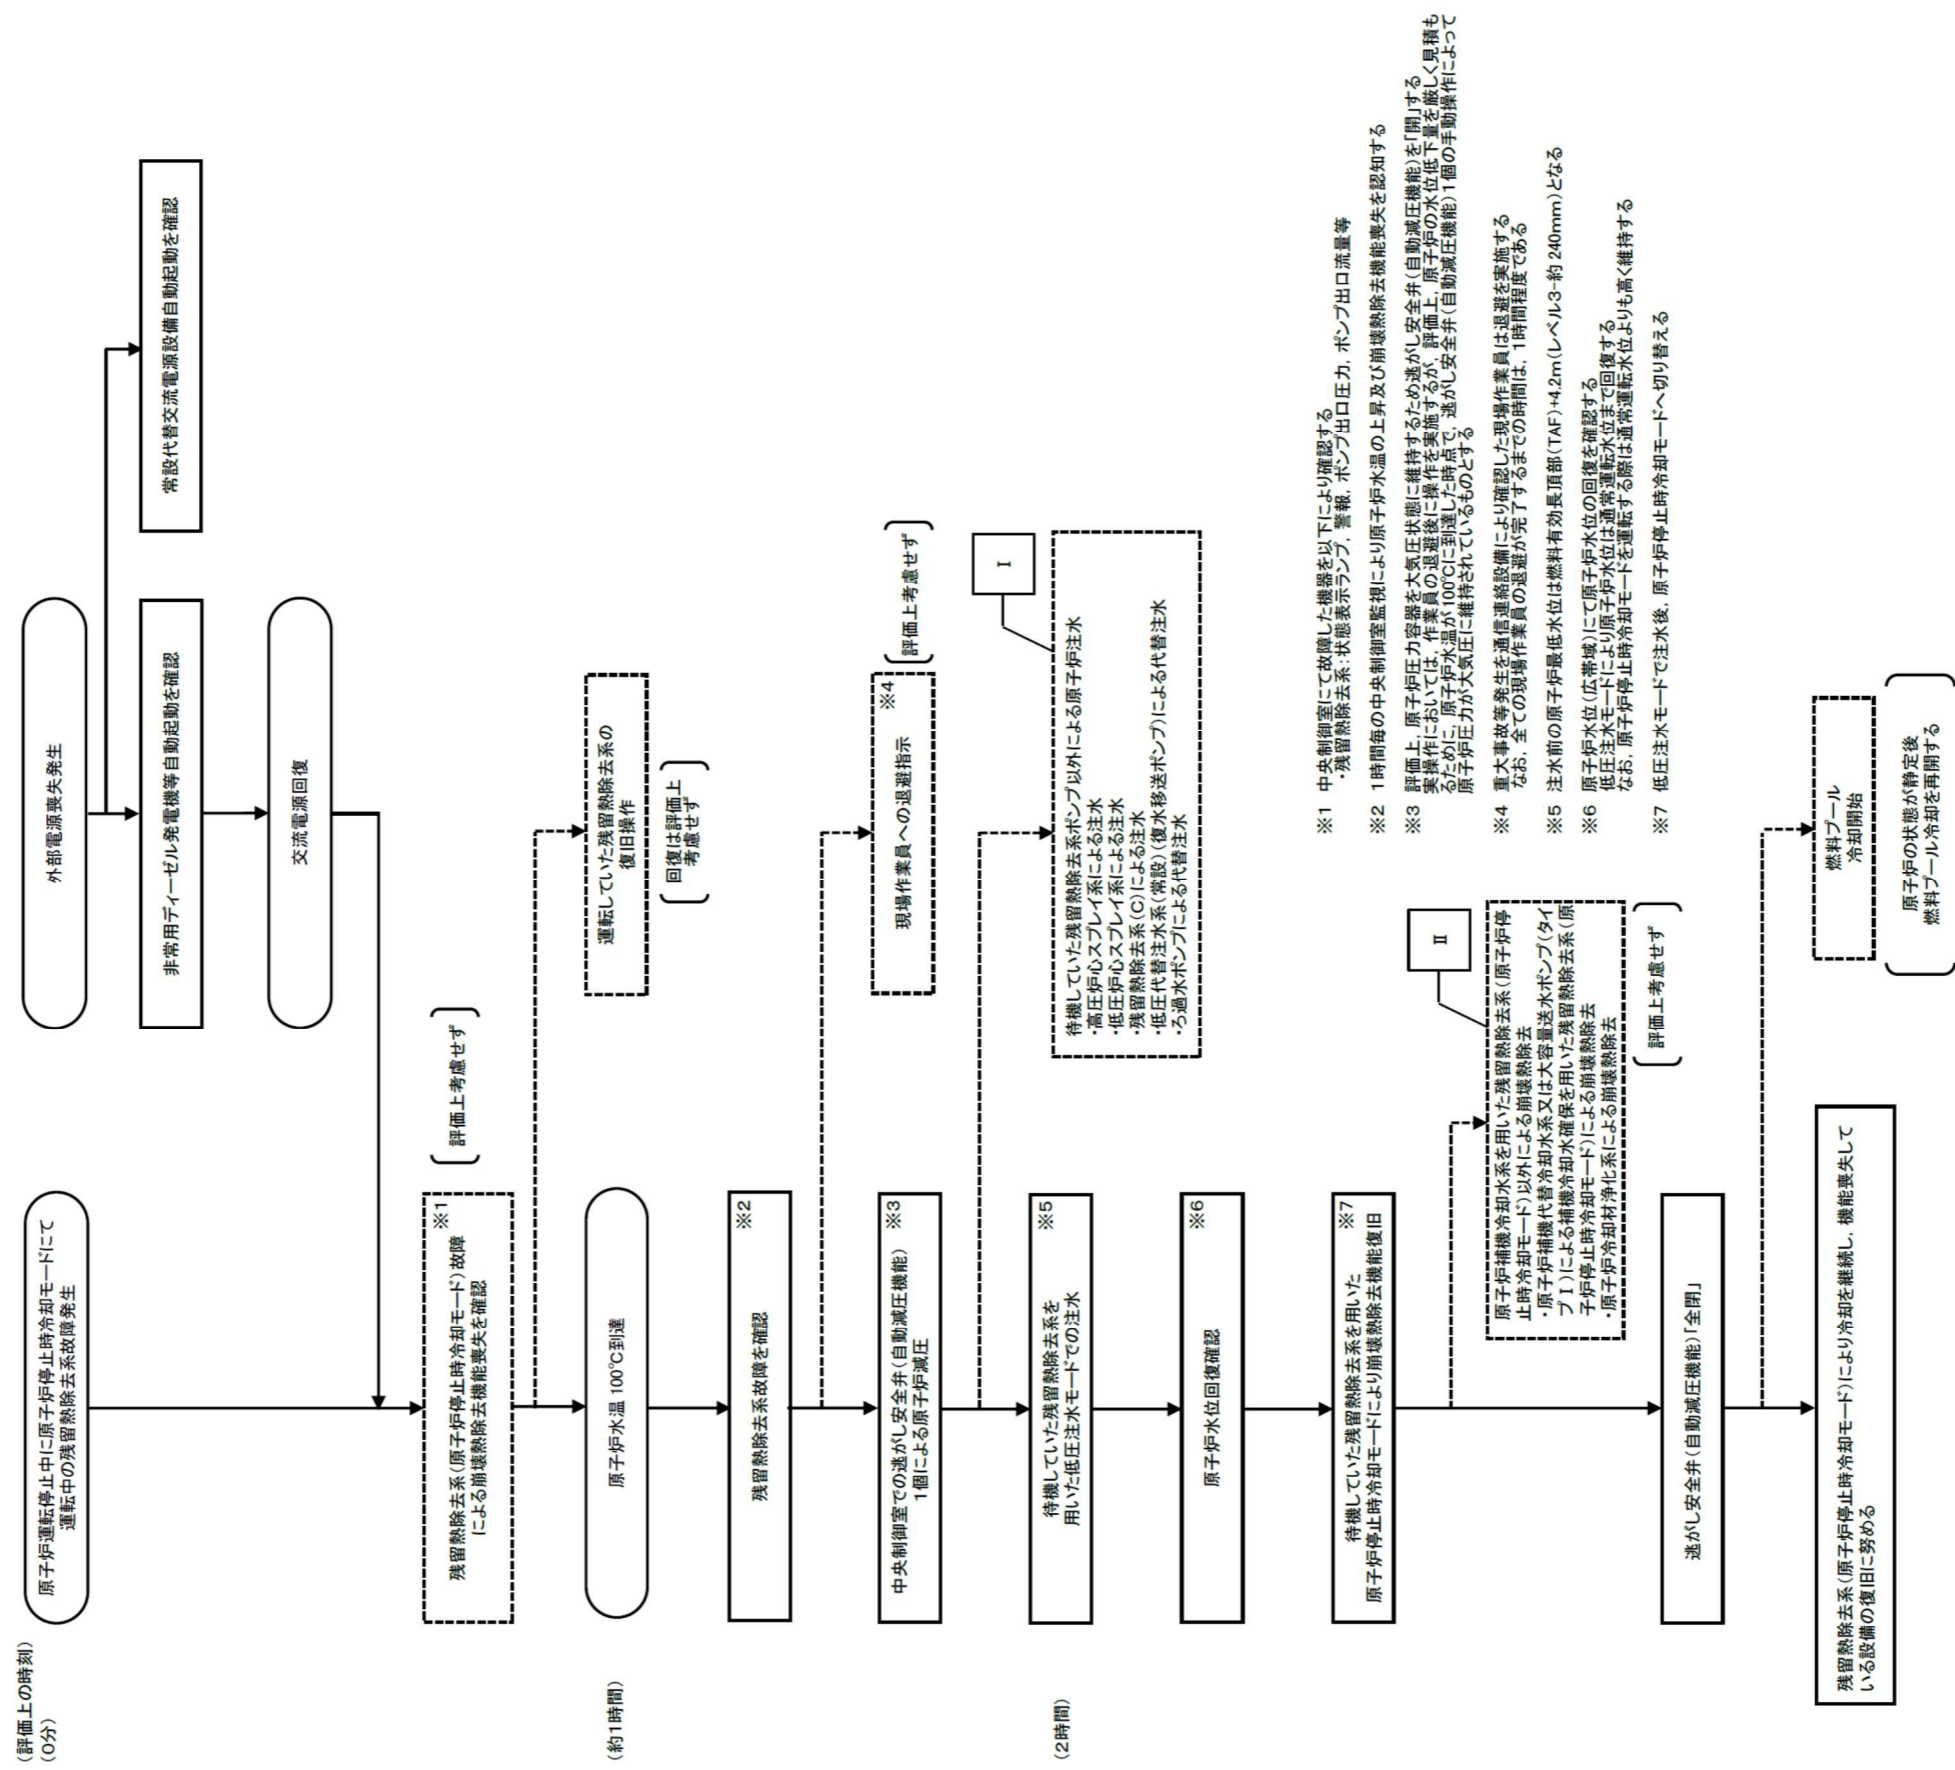 (評価上の時刻)
(0分)
原子炉運転停止中に原子炉停止時冷却モードにて
運転中の残留熱除去系故障発生
外部電源喪失発生
非常用ディーゼル発電機等自動起動を確認
常設代替交流電源設備自動起動を確認
交流電源回復
※1
残留熱除去系(原子炉停止時冷却モード)故障
による崩壊熱除去機能喪失を確認
評価上考慮せず
(約1時間)
原子炉水温 100℃到達
運転していた残留熱除去系の
復旧操作
回復は評価上
考慮せず
※2
残留熱除去系故障を確認
※4
現場作業員への退避指示
評価上考慮せず
※3
中央制御室での逃がし安全弁(自動減圧機能)
1個による原子炉減圧
I
待機していた残留熱除去系ポンプ以外による原子炉注水
・高圧炉心スプレイ系による注水
・低圧炉心スプレイ系による注水
・残留熱除去系(C)による注水
・低圧代替注水系(常設)(復水移送ポンプ)による代替注水
・ろ過水ポンプによる代替注水
(2時間)
※5
待機していた残留熱除去系を
用いた低圧注水モードでの注水
※6
原子炉水位回復確認
※7
待機していた残留熱除去系を用いた
原子炉停止時冷却モードにより崩壊熱除去機能復旧
II
原子炉補機冷却水系を用いた残留熱除去系(原子炉停
止時冷却モード)以外による崩壊熱除去
・原子炉補機代替冷却水系又は大容量送水ポンプ(タイ
プI)による補機冷却水確保を用いた残留熱除去系(原
子炉停止時冷却モード)による崩壊熱除去
・原子炉冷却材浄化系による崩壊熱除去
評価上考慮せず
逃がし安全弁(自動減圧機能)「全閉」
燃料プール
冷却開始
原子炉の状態が静定後
燃料プール冷却を再開する
残留熱除去系(原子炉停止時冷却モード)により冷却を継続し, 機能喪失して
いる設備の復旧に努める
※1 中央制御室にて故障した機器を以下により確認する
・残留熱除去系:状態表示ランプ, 警報, ポンプ出口圧力, ポンプ出口流量等
※2 1時間毎の中央制御室監視により原子炉水温の上昇及び崩壊熱除去機能喪失を認知する
※3 評価上, 原子炉圧力容器を大気圧状態に維持するため逃がし安全弁(自動減圧機能)を「開」する
実操作においては, 作業員の退避後に操作を実施するが, 評価上, 原子炉の水位低下量を厳しく見積も
るために, 原子炉水温が100℃に到達した時点で, 逃がし安全弁(自動減圧機能)1個の手動操作によって
原子炉圧力が大気圧に維持されているものとする
※4 重大事故等発生を通信連絡設備により確認した現場作業員は退避を実施する
なお, 全ての現場作業員の退避が完了するまでの時間は, 1時間程度である
※5 注水前の原子炉最低水位は燃料有効長頂部(TAF)+4.2m(レベル3-約 240mm)となる
※6 原子炉水位(広帯域)にて原子炉水位の回復を確認する
低圧注水モードにより原子炉水位は通常運転水位まで回復する
なお, 原子炉停止時冷却モードを運転する際は通常運転水位よりも高く維持する
※7 低圧注水モードで注水後, 原子炉停止時冷却モードへ切り替える